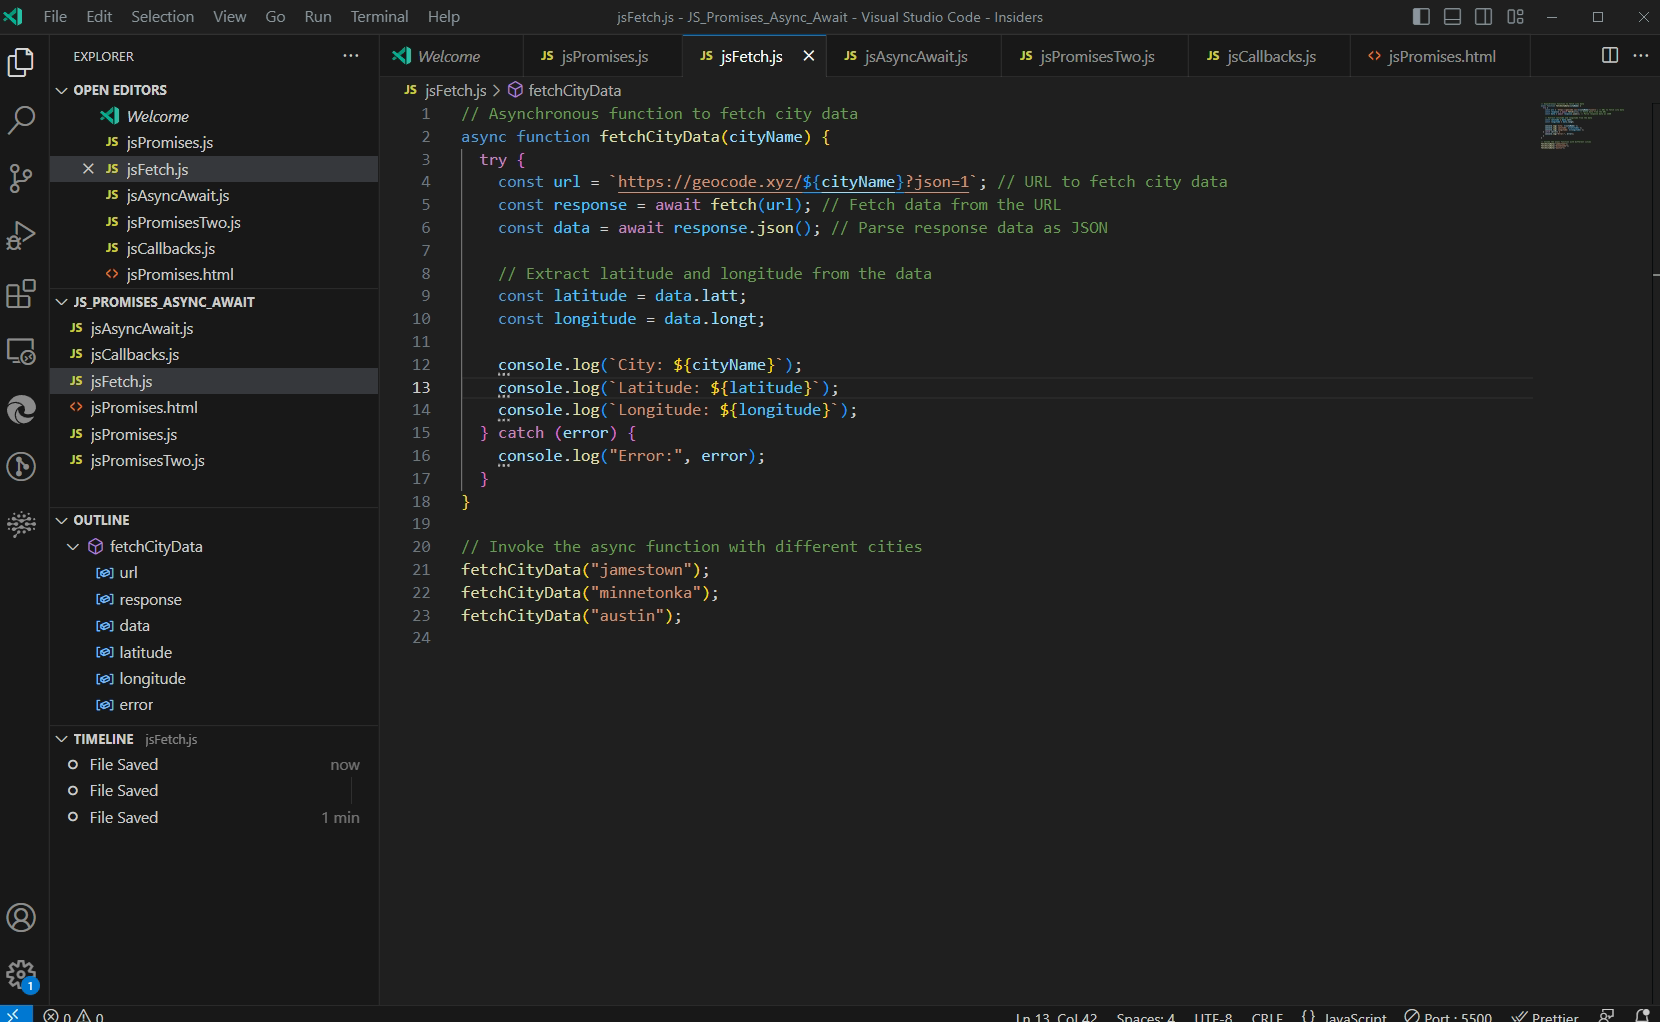 File Edit Selection View Go Run Terminal Help
jsFetch.js - JS_Promises_Async_Await - Visual Studio Code - Insiders
EXPLORER
OPEN EDITORS
Welcome
jsPromises.js
jsFetch.js
jsAsyncAwait.js
jsPromisesTwo.js
jsCallbacks.js
jsPromises.html
JS_PROMISES_ASYNC_AWAIT
jsAsyncAwait.js
jsCallbacks.js
jsFetch.js
jsPromises.html
jsPromises.js
jsPromisesTwo.js
OUTLINE
fetchCityData
url
response
data
latitude
longitude
error
TIMELINE jsFetch.js
File Saved now
File Saved
File Saved 1 min
1
Welcome JS jsPromises.js JS jsFetch.js JS jsAsyncAwait.js JS jsPromisesTwo.js JS jsCallbacks.js <> jsPromises.html
JS jsFetch.js > fetchCityData
1 // Asynchronous function to fetch city data
2 async function fetchCityData(cityName) {
3 try {
4 const url = `https://geocode.xyz/${cityName}?json=1`; // URL to fetch city data
5 const response = await fetch(url); // Fetch data from the URL
6 const data = await response.json(); // Parse response data as JSON
7
8 // Extract latitude and longitude from the data
9 const latitude = data.latt;
10 const longitude = data.longt;
11
12 console.log(`City: ${cityName}`);
13 console.log(`Latitude: ${latitude}`);
14 console.log(`Longitude: ${longitude}`);
15 } catch (error) {
16 console.log("Error:", error);
17 }
18 }
19
20 // Invoke the async function with different cities
21 fetchCityData("jamestown");
22 fetchCityData("minnetonka");
23 fetchCityData("austin");
24
0 0 Ln 13, Col 42 Spaces: 4 UTF-8 CRLF {} JavaScript Port : 5500 Prettier